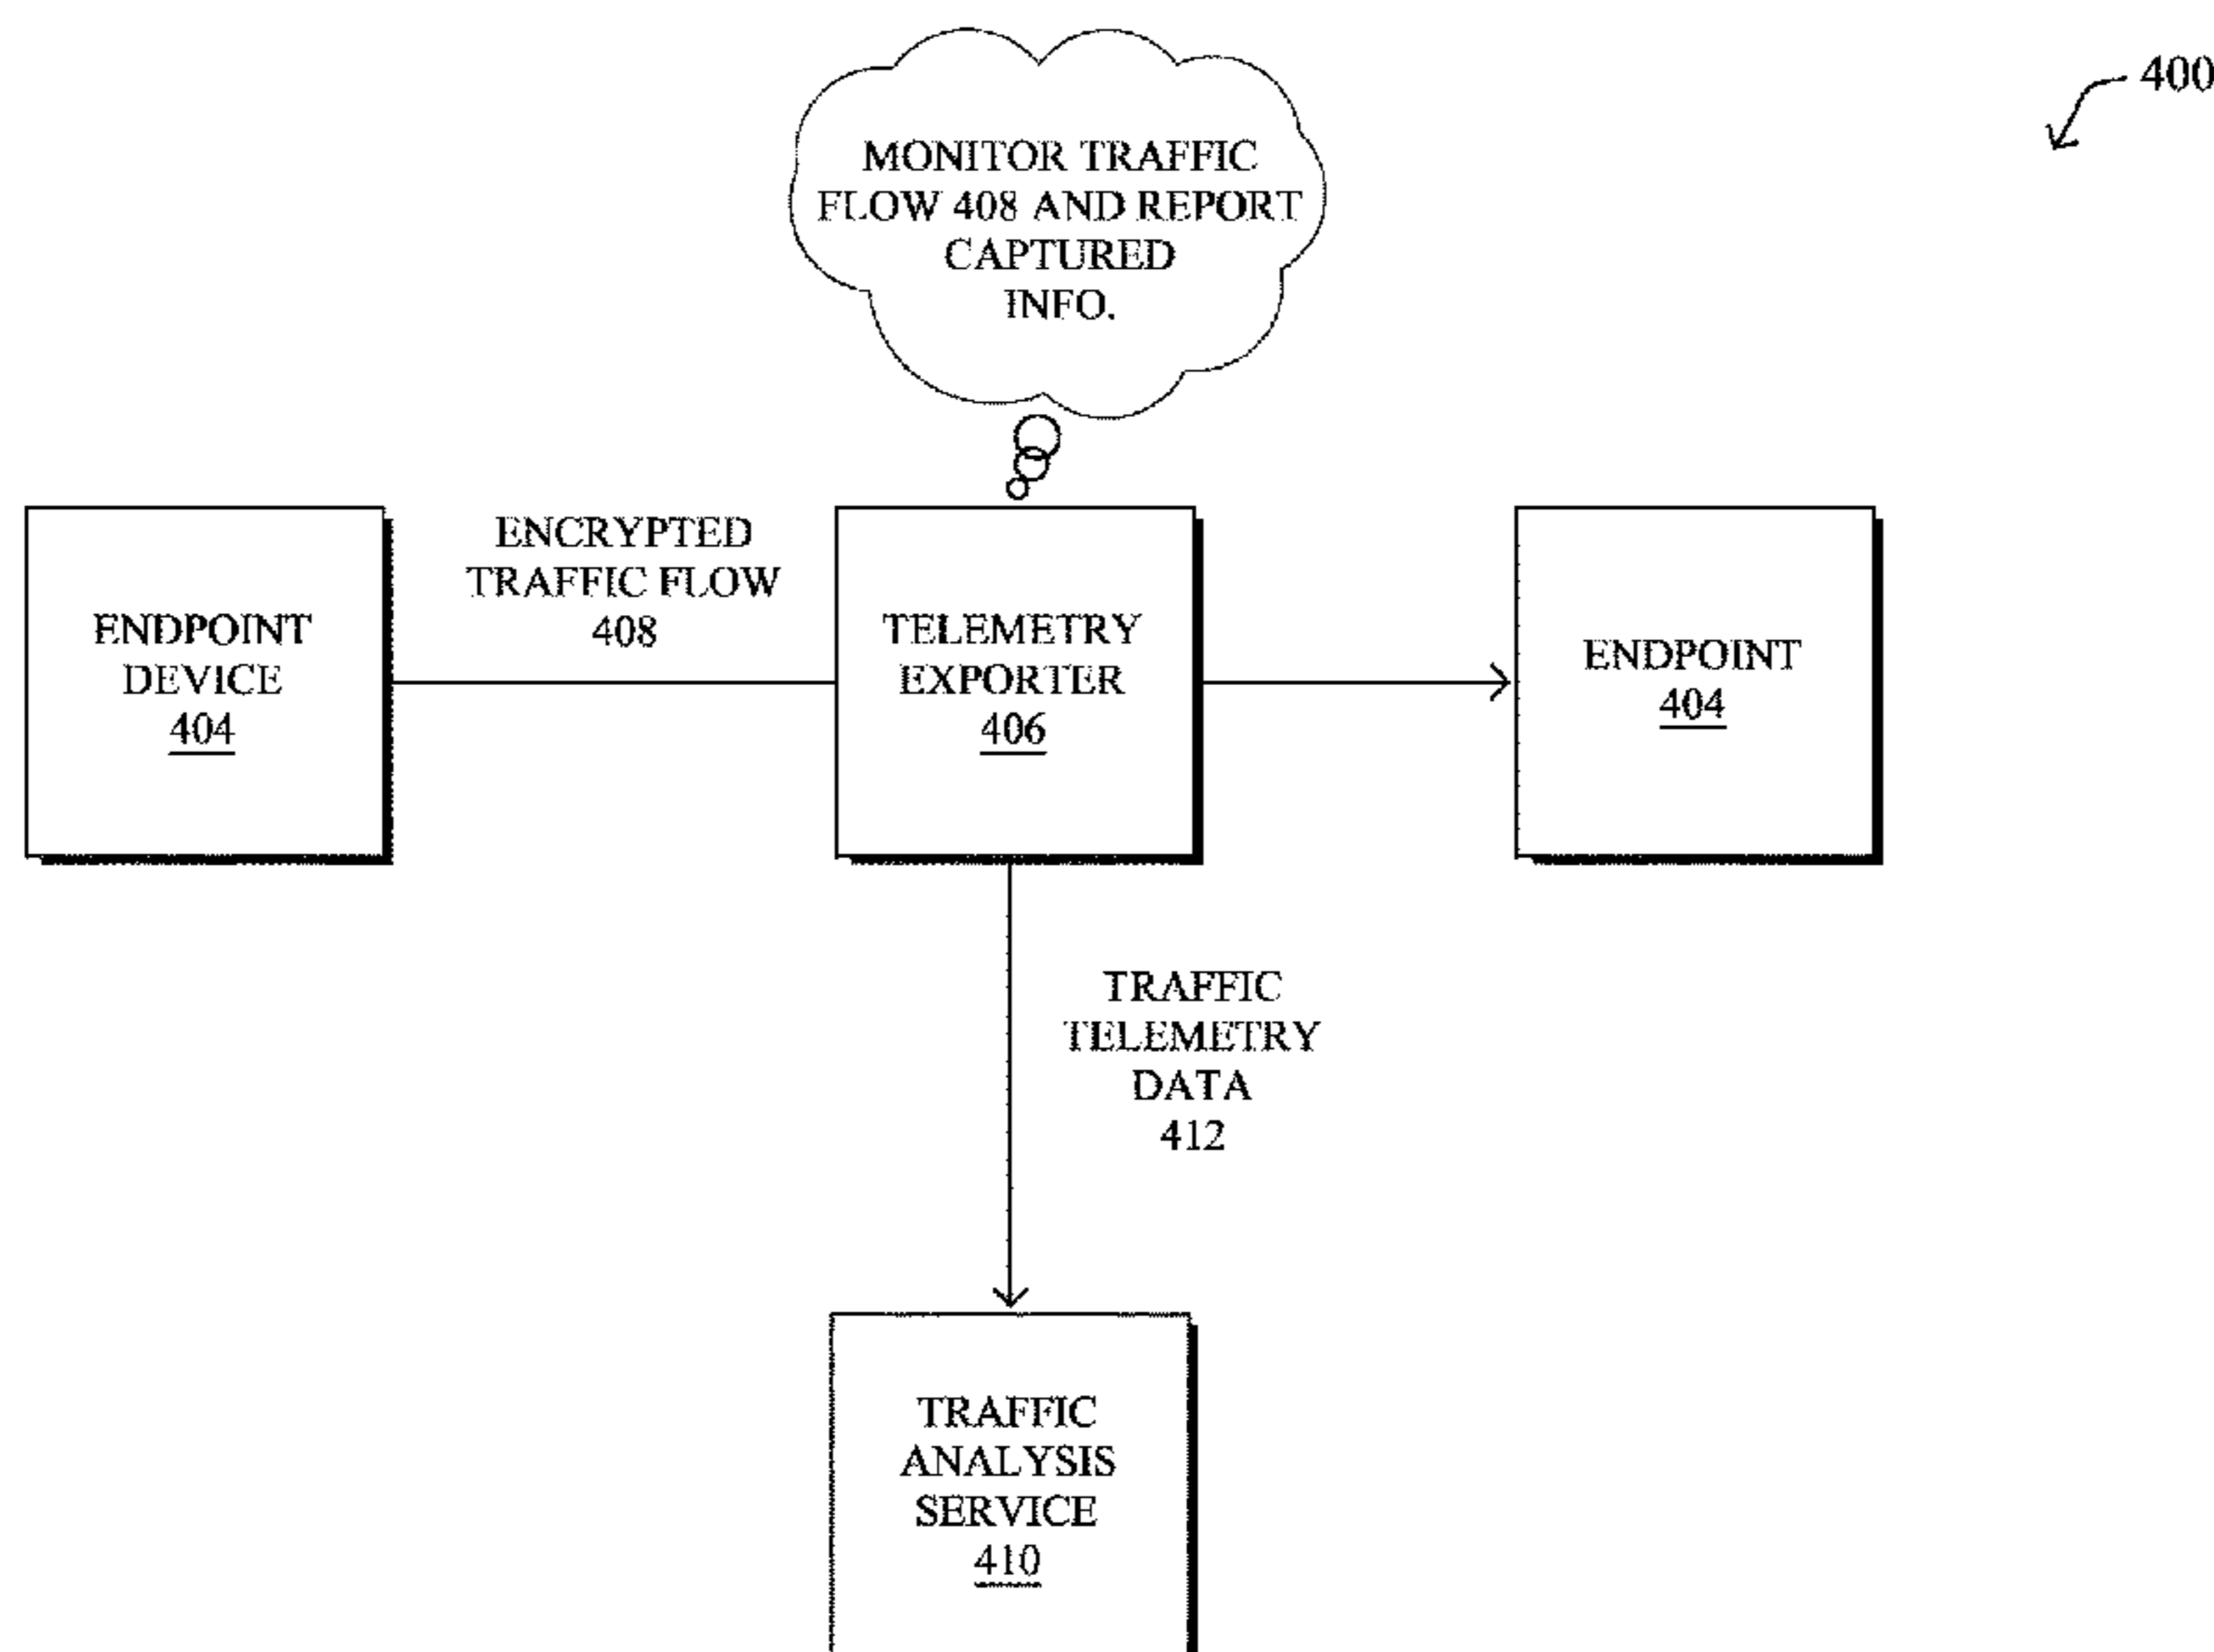 400
MONITOR TRAFFIC
FLOW 408 AND REPORT
CAPTURED
INFO.
ENDPOINT
DEVICE
404
ENCRYPTED
TRAFFIC FLOW
408
TELEMETRY
EXPORTER
406
ENDPOINT
404
TRAFFIC
TELEMETRY
DATA
412
TRAFFIC
ANALYSIS
SERVICE
410